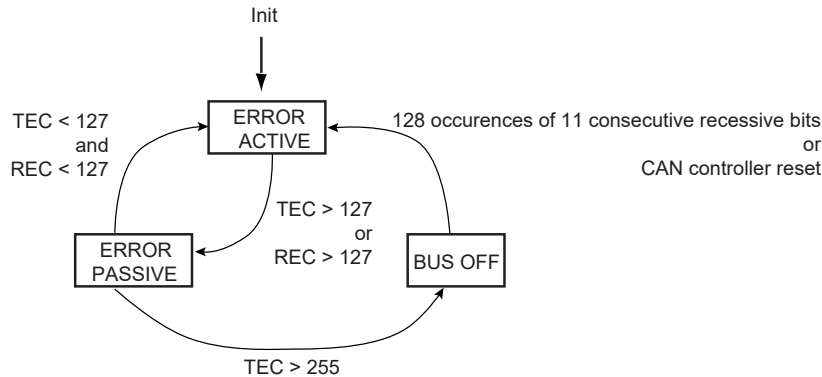 Init
ERROR
ACTIVE
TEC < 127
and
REC < 127
128 occurences of 11 consecutive recessive bits
or
CAN controller reset
TEC > 127
or
REC > 127
ERROR
PASSIVE
BUS OFF
TEC > 255